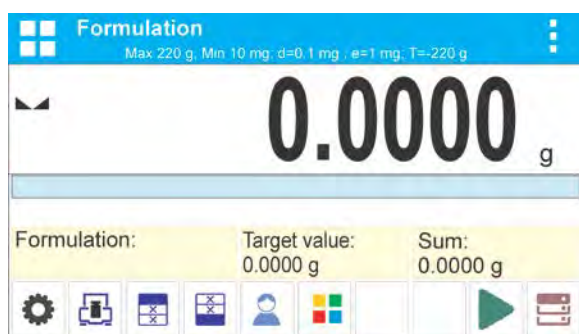 Formulation
Max 220 g, Min 10 mg; d=0.1 mg ; e=1 mg; T=-220 g
0.0000 g
Formulation: Target value: Sum:
0.0000 g 0.0000 g